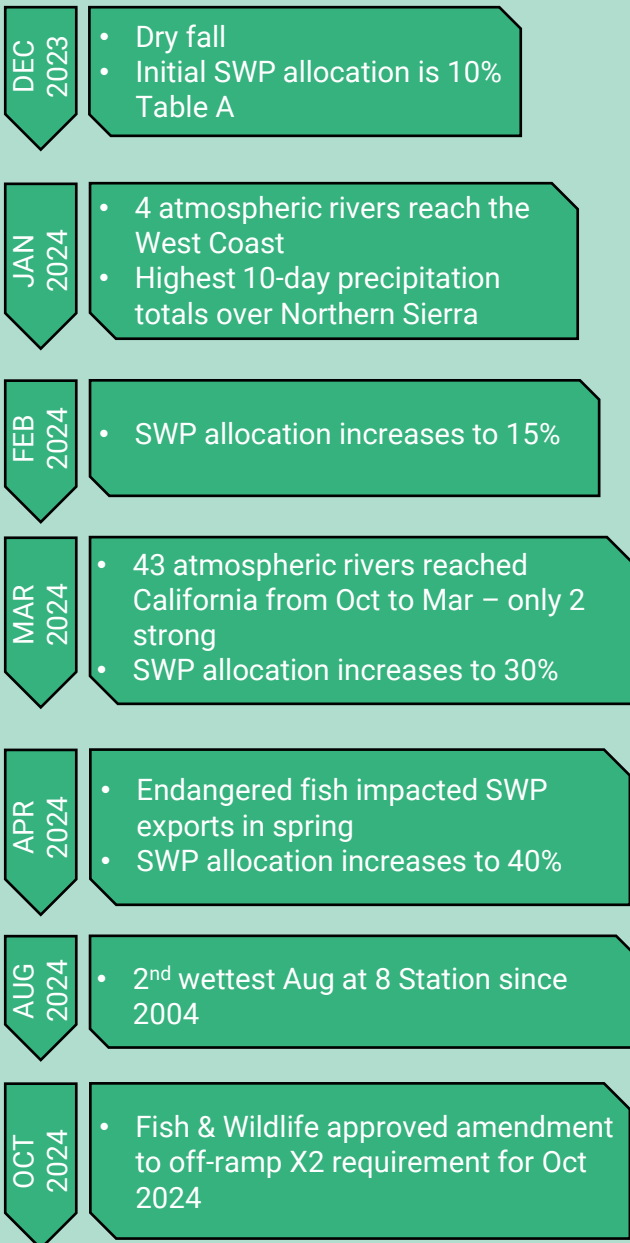 DEC
2023
• Dry fall
• Initial SWP allocation is 10%
Table A
JAN
2024
• 4 atmospheric rivers reach the
West Coast
• Highest 10-day precipitation
totals over Northern Sierra
FEB
2024
• SWP allocation increases to 15%
MAR
2024
• 43 atmospheric rivers reached
California from Oct to Mar – only 2
strong
• SWP allocation increases to 30%
APR
2024
• Endangered fish impacted SWP
exports in spring
• SWP allocation increases to 40%
AUG
2024
• 2nd wettest Aug at 8 Station since
2004
OCT
2024
• Fish & Wildlife approved amendment
to off-ramp X2 requirement for Oct
2024